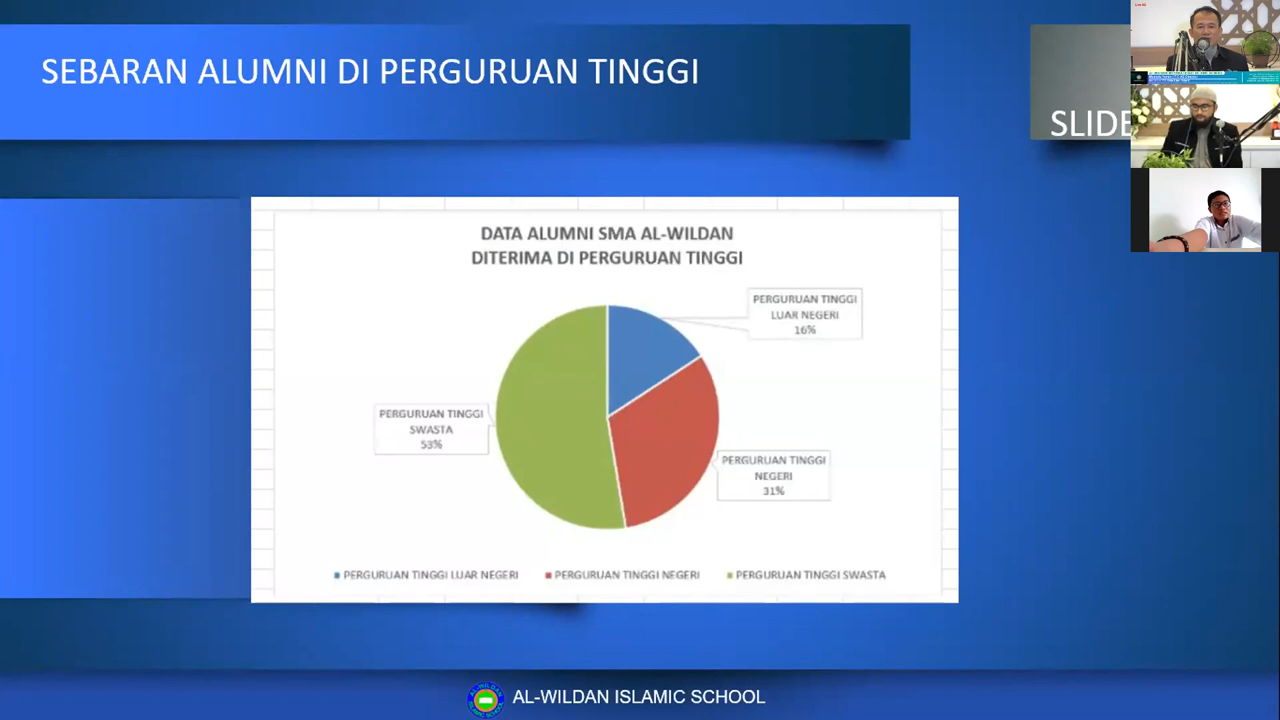 SEBARAN ALUMNI DI PERGURUAN TINGGI
SLIDE
DATA ALUMNI SMA AL-WILDAN
DITERIMA DI PERGURUAN TINGGI
PERGURUAN TINGGI
LUAR NEGERI
16%
PERGURUAN TINGGI
SWASTA
53%
PERGURUAN TINGGI
NEGERI
31%
PERGURUAN TINGGI LUAR NEGERI
PERGURUAN TINGGI NEGERI
PERGURUAN TINGGI SWASTA
AL-WILDAN ISLAMIC SCHOOL